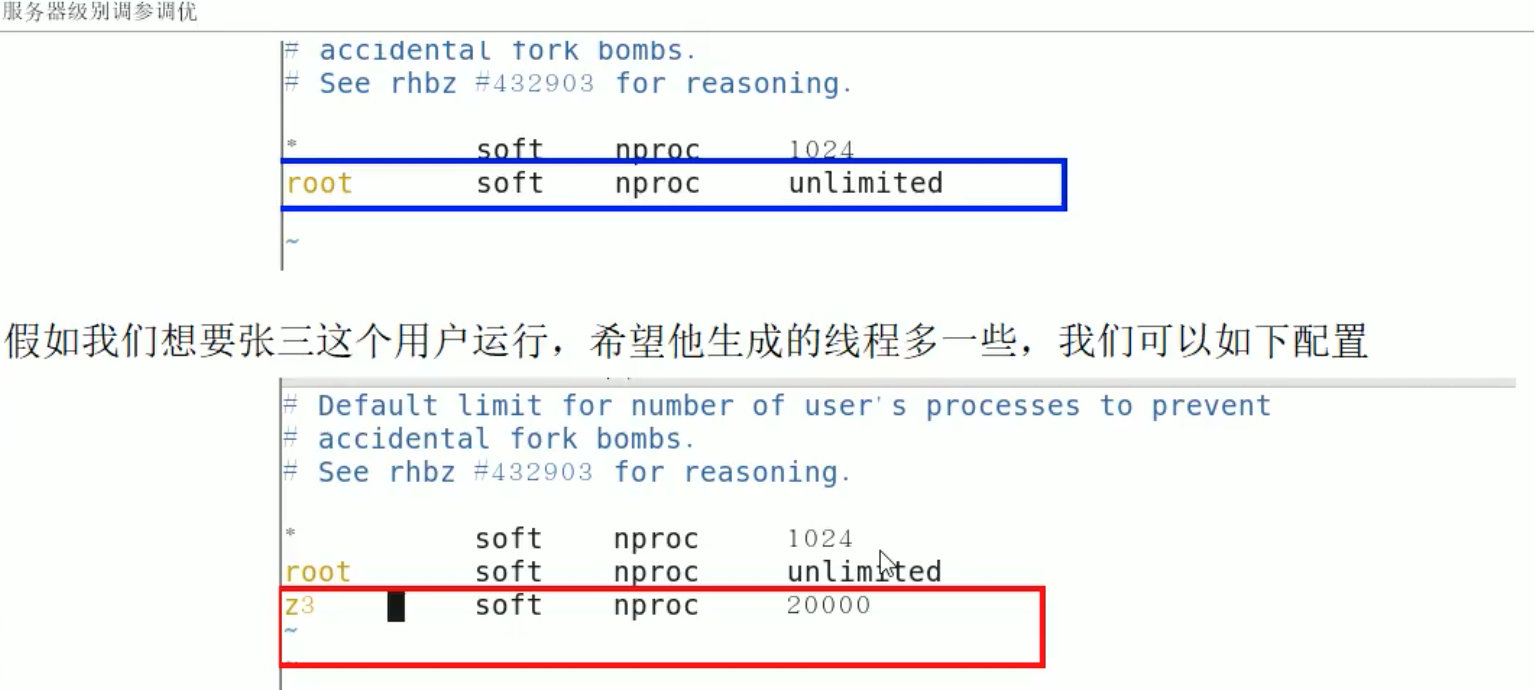 服务器级别调参调优
# accidental fork bombs.
# See rhbz #432903 for reasoning.
* soft nproc 1024
root soft nproc unlimited
~
假如我们想要张三这个用户运行，希望他生成的线程多一些，我们可以如下配置
# Default limit for number of user's processes to prevent
# accidental fork bombs.
# See rhbz #432903 for reasoning.
* soft nproc 1024
root soft nproc unlimited
z3 soft nproc 20000
~